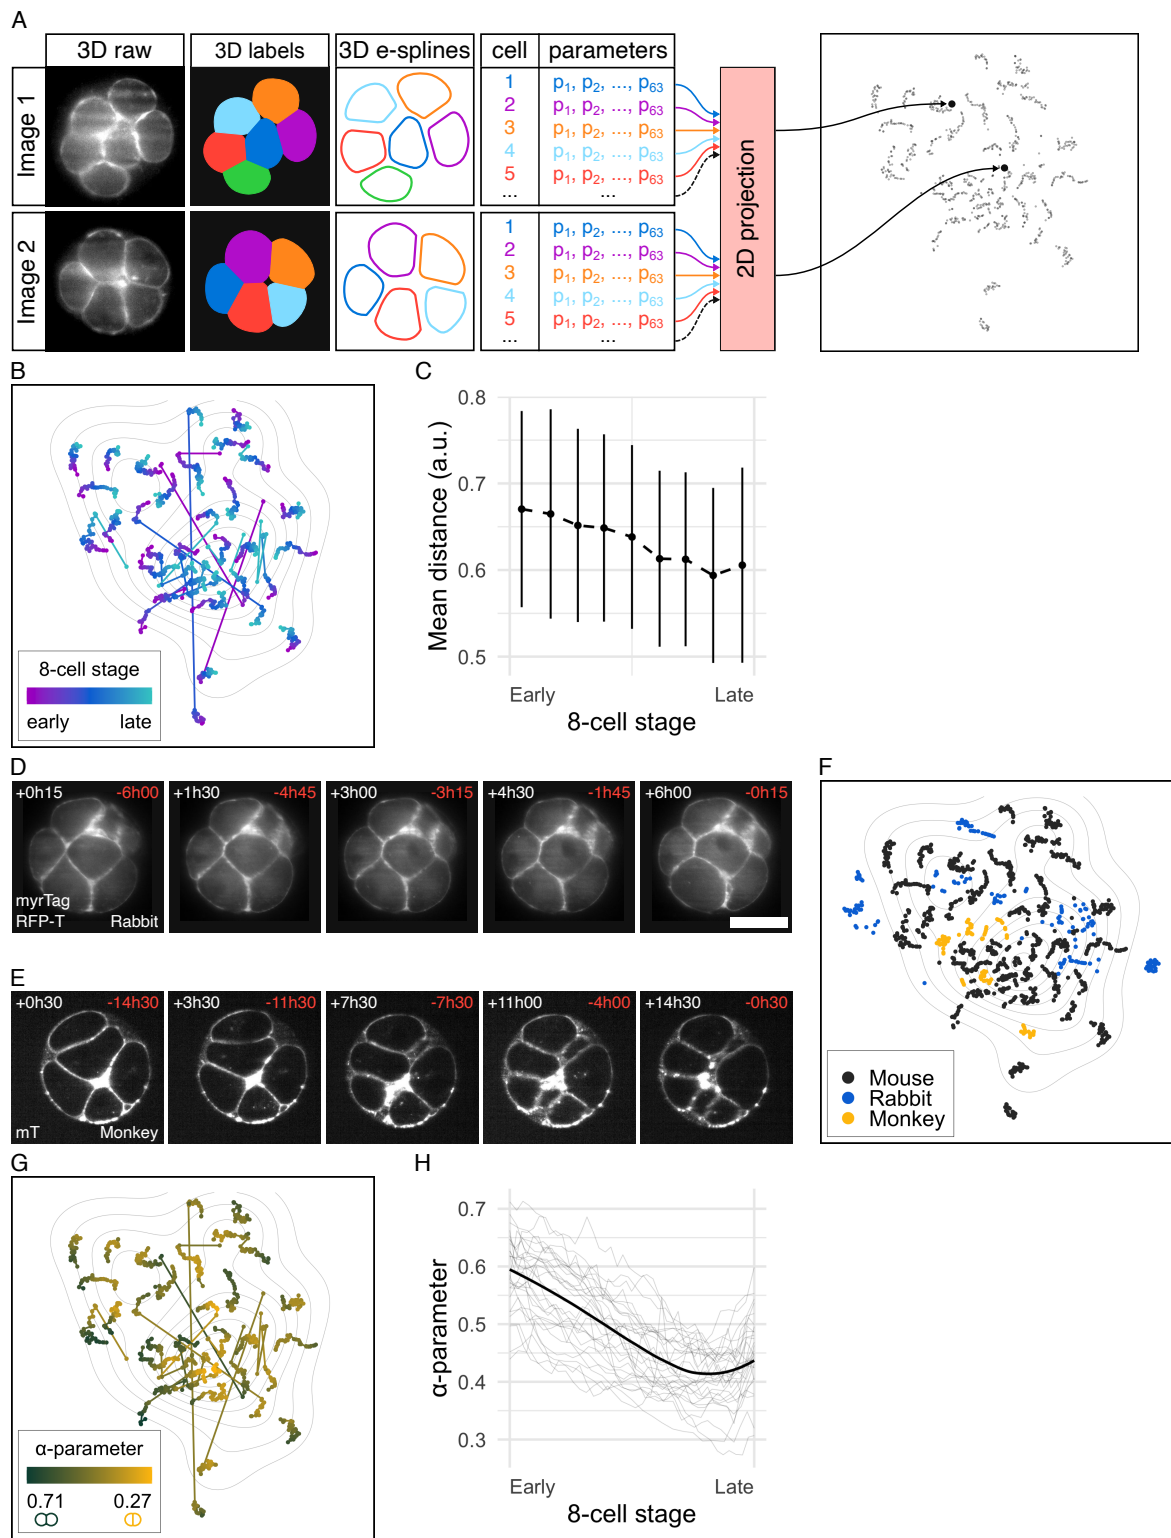 A
3D raw
3D labels
3D e-splines
cell
parameters
Image 1
1
p1, p2, ..., p63
2
p1, p2, ..., p63
3
p1, p2, ..., p63
4
p1, p2, ..., p63
5
p1, p2, ..., p63
...
...
Image 2
1
p1, p2, ..., p63
2
p1, p2, ..., p63
3
p1, p2, ..., p63
4
p1, p2, ..., p63
5
p1, p2, ..., p63
...
...
2D projection
B
8-cell stage
early
late
C
Mean distance (a.u.)
0.8
0.7
0.6
0.5
Early
Late
8-cell stage
D
+0h15
-6h00
myrTag
RFP-T
Rabbit
+1h30
-4h45
+3h00
-3h15
+4h30
-1h45
+6h00
-0h15
E
+0h30
-14h30
mT
Monkey
+3h30
-11h30
+7h30
-7h30
+11h00
-4h00
+14h30
-0h30
F
Mouse
Rabbit
Monkey
G
α-parameter
0.71
0.27
H
α-parameter
0.7
0.6
0.5
0.4
0.3
Early
Late
8-cell stage